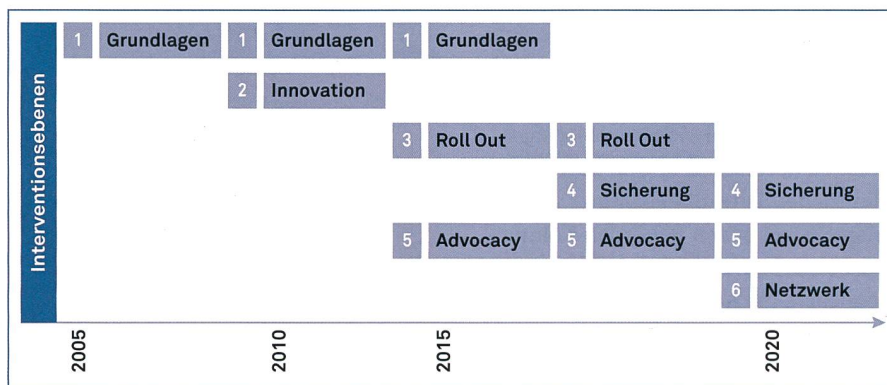 Interventionsebenen
1 Grundlagen 1 Grundlagen 1 Grundlagen
2 Innovation
3 Roll Out 3 Roll Out
4 Sicherung 4 Sicherung
5 Advocacy 5 Advocacy 5 Advocacy
6 Netzwerk
2005 2010 2015 2020